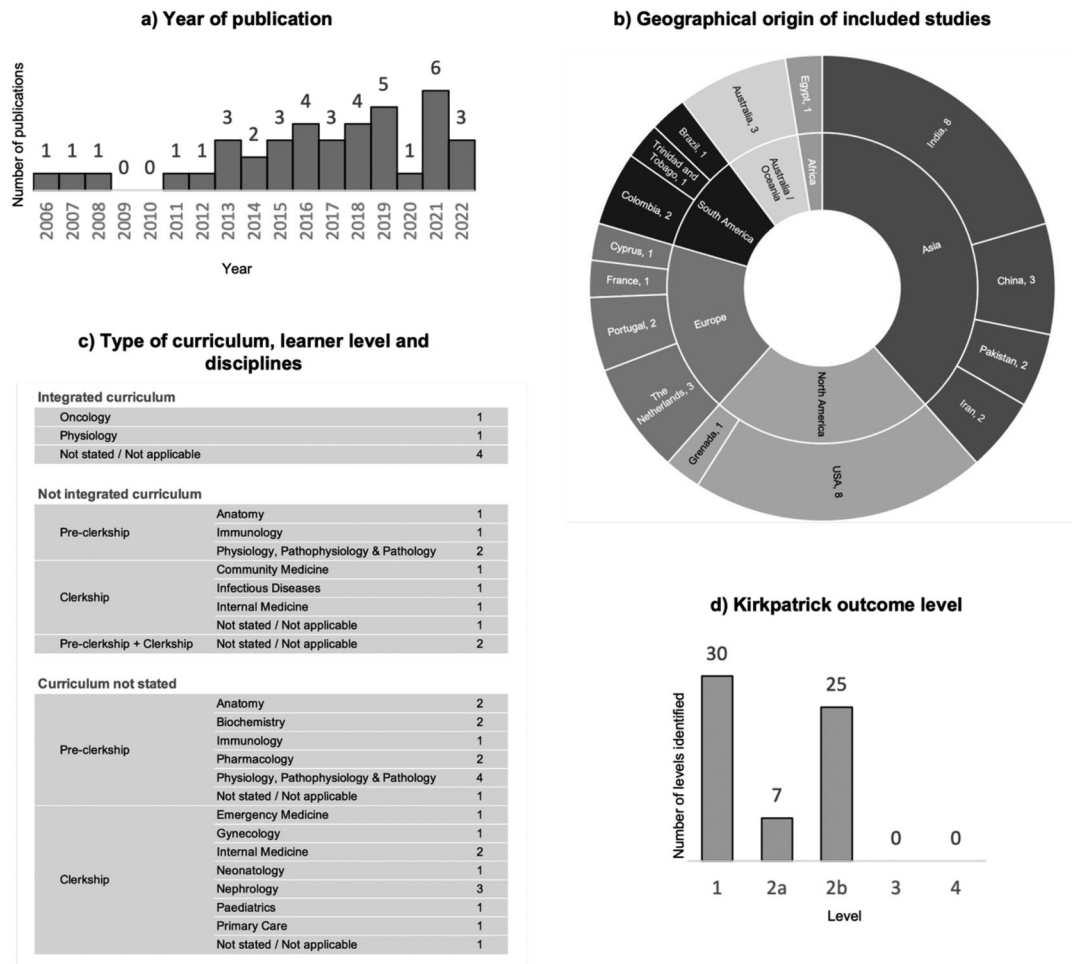 a) Year of publication
Number of publications
1 1 1 0 0 1 1 3 2 3 4 3 4 5 1 6 3
2006 2007 2008 2009 2010 2011 2012 2013 2014 2015 2016 2017 2018 2019 2020 2021 2022
Year
b) Geographical origin of included studies
India, 8
China, 3
Pakistan, 2
Iran, 2
Asia
USA, 8
Grenada, 1
North America
The
Netherlands, 3
Portugal, 2
France, 1
Cyprus, 1
Europe
Colombia, 2
Trinidad and
Tobago, 1
Brazil, 1
South America
Australia, 3
Australia /
Oceania
Egypt, 1
Africa
c) Type of curriculum, learner level and
disciplines
Integrated curriculum
Oncology 1
Physiology 1
Not stated / Not applicable 4
Not integrated curriculum
Pre-clerkship
Anatomy 1
Immunology 1
Physiology, Pathophysiology & Pathology 2
Clerkship
Community Medicine 1
Infectious Diseases 1
Internal Medicine 1
Not stated / Not applicable 1
Pre-clerkship + Clerkship Not stated / Not applicable 2
Curriculum not stated
Pre-clerkship
Anatomy 2
Biochemistry 2
Immunology 1
Pharmacology 2
Physiology, Pathophysiology & Pathology 4
Not stated / Not applicable 1
Clerkship
Emergency Medicine 1
Gynecology 1
Internal Medicine 2
Neonatology 1
Nephrology 3
Paediatrics 1
Primary Care 1
Not stated / Not applicable 1
d) Kirkpatrick outcome level
Number of levels identified
30 7 25 0 0
1 2a 2b 3 4
Level